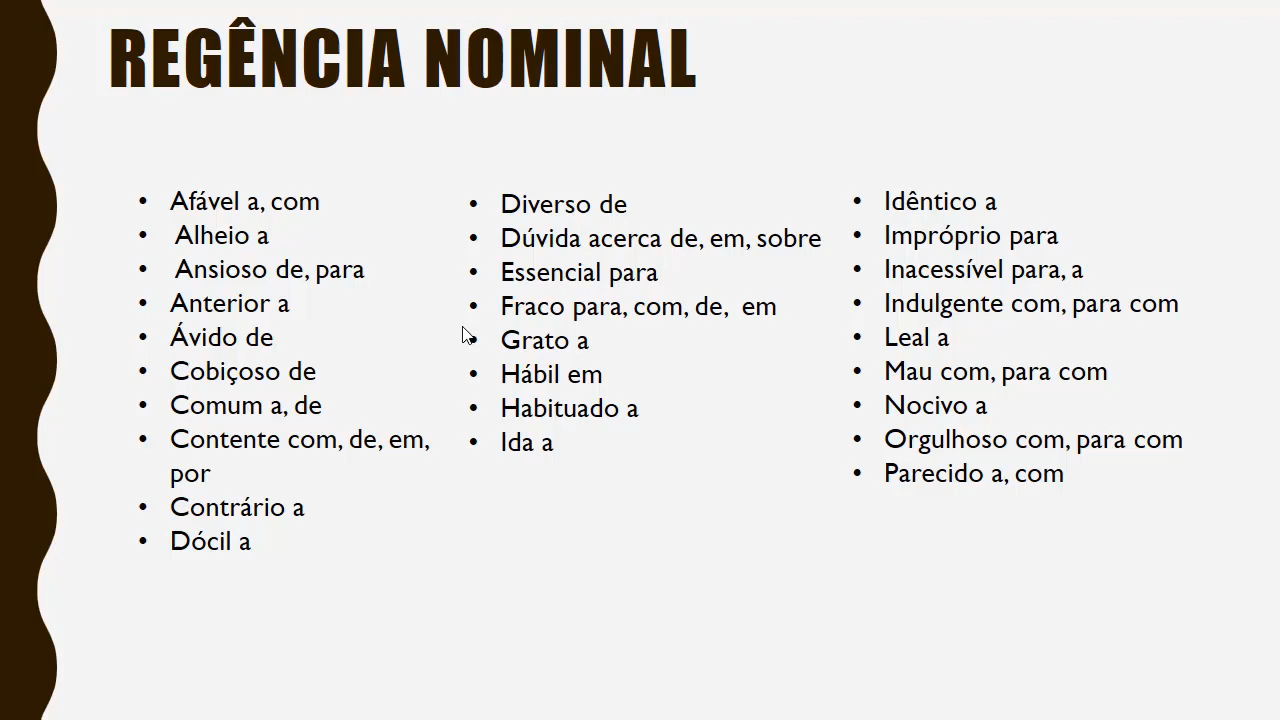 REGÊNCIA NOMINAL
• Afável a, com
• Alheio a
• Ansioso de, para
• Anterior a
• Ávido de
• Cobiçoso de
• Comum a, de
• Contente com, de, em,
por
• Contrário a
• Dócil a
• Diverso de
• Dúvida acerca de, em, sobre
• Essencial para
• Fraco para, com, de, em
• Grato a
• Hábil em
• Habituado a
• Ida a
• Idêntico a
• Impróprio para
• Inacessível para, a
• Indulgente com, para com
• Leal a
• Mau com, para com
• Nocivo a
• Orgulhoso com, para com
• Parecido a, com